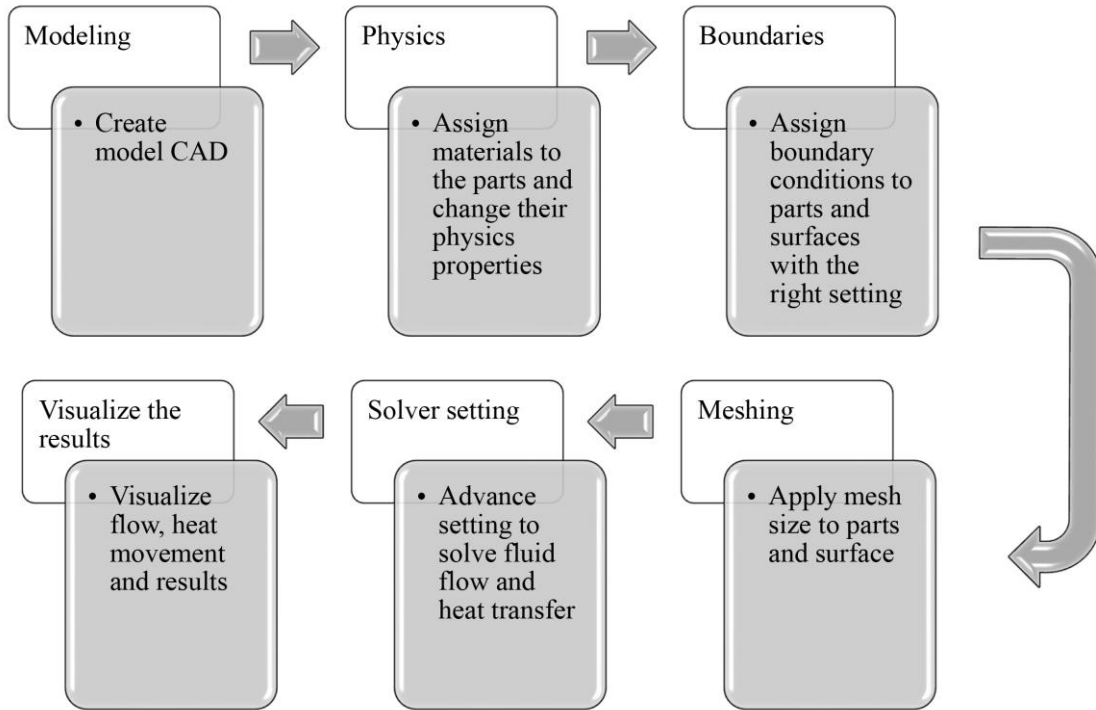 Modeling
• Create
model CAD
Physics
• Assign
materials to
the parts and
change their
physics
properties
Boundaries
• Assign
boundary
conditions to
parts and
surfaces
with the
right setting
Meshing
• Apply mesh
size to parts
and surface
Solver setting
• Advance
setting to
solve fluid
flow and
heat transfer
Visualize the
results
• Visualize
flow, heat
movement
and results